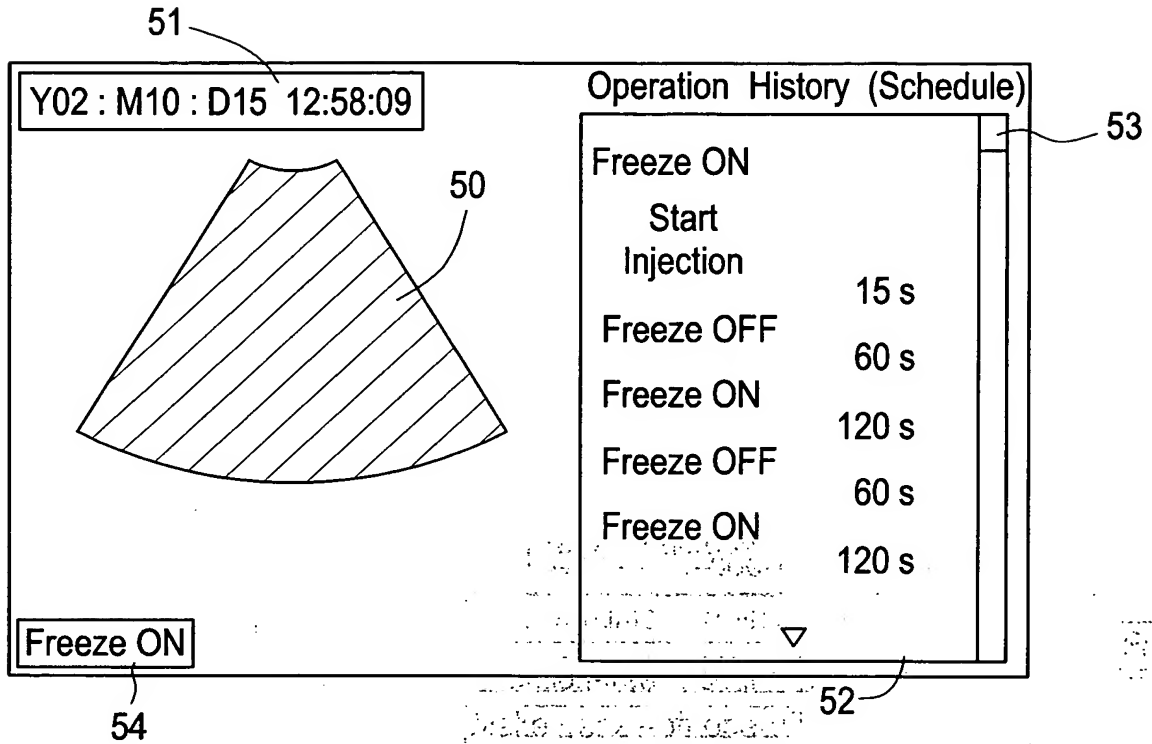 51
Y02 : M10 : D15 12:58:09
50
Operation History (Schedule)
53
Freeze ON
Start
Injection
15 s
Freeze OFF
60 s
Freeze ON
120 s
Freeze OFF
60 s
Freeze ON
120 s
52
Freeze ON
54